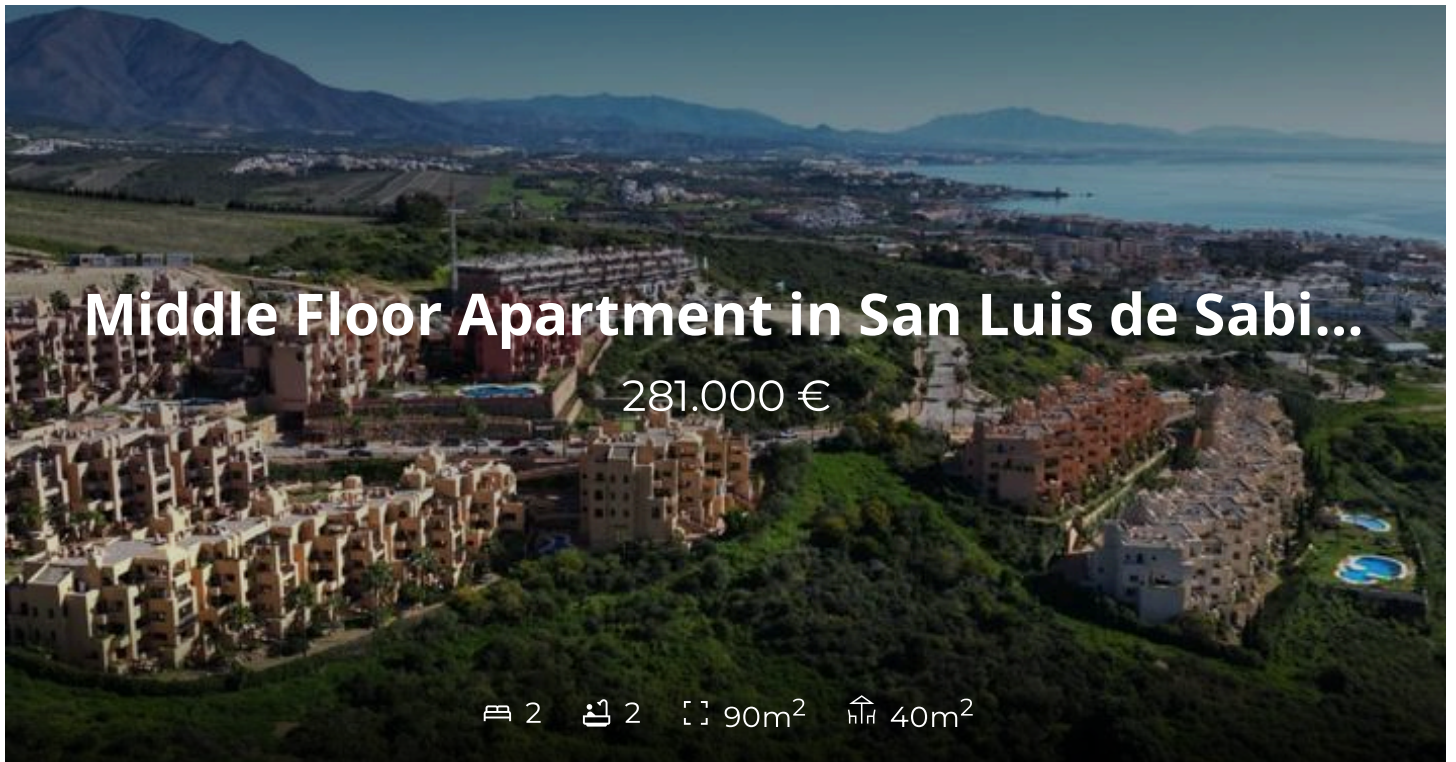 Middle Floor Apartment in San Luis de Sabi...
281.000 €
2 2 90m² 40m²